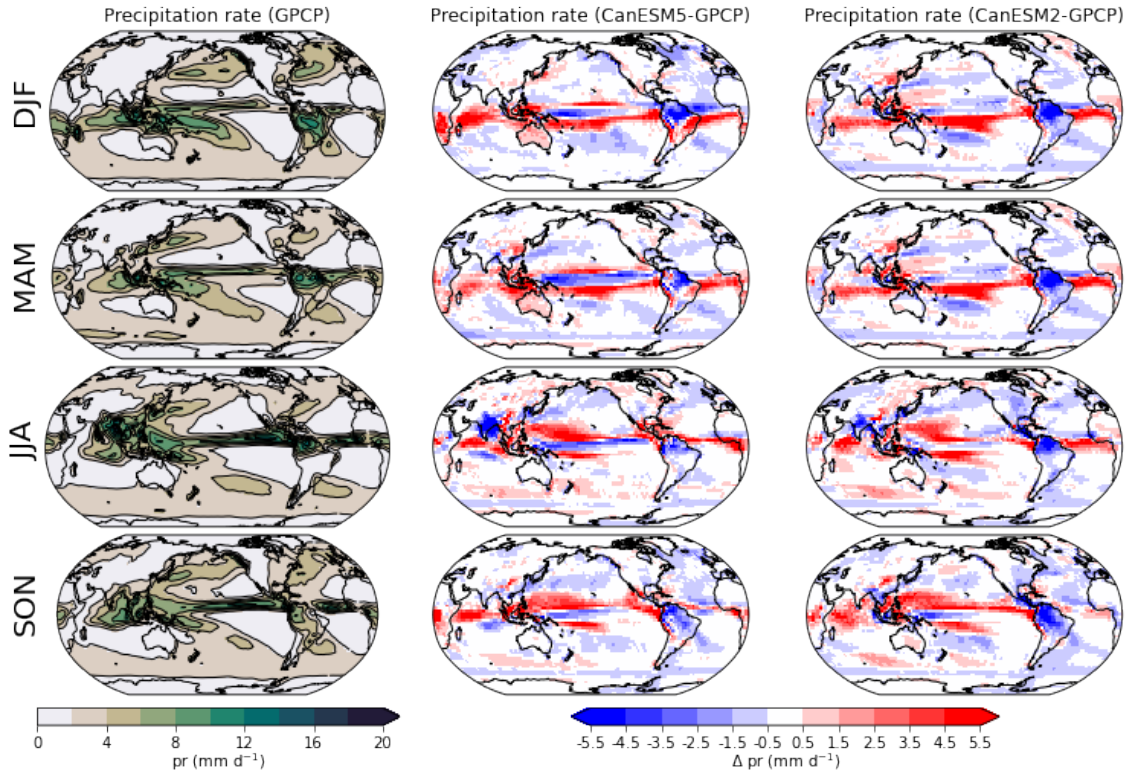 Precipitation rate (GPCP)
Precipitation rate (CanESM5-GPCP)
Precipitation rate (CanESM2-GPCP)
DJF
MAM
JJA
SON
0 4 8 12 16 20
pr (mm d⁻¹)
-5.5 -4.5 -3.5 -2.5 -1.5 -0.5 0.5 1.5 2.5 3.5 4.5 5.5
Δ pr (mm d⁻¹)